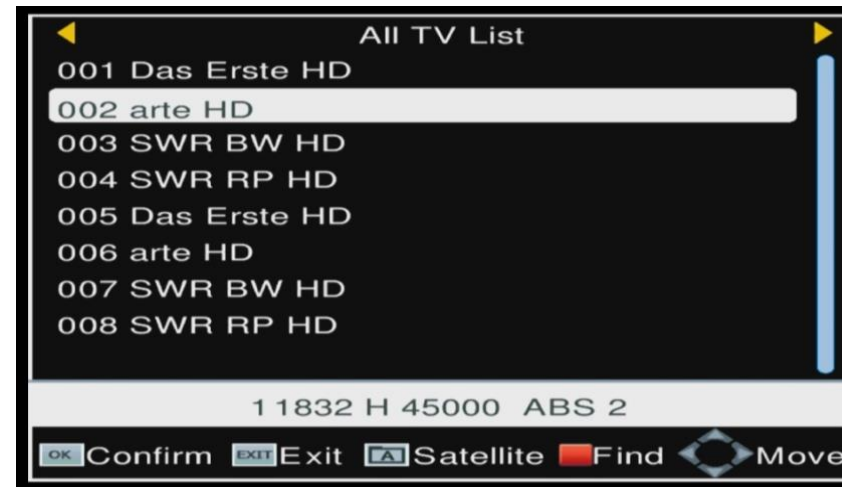 All TV List
001 Das Erste HD
002 arte HD
003 SWR BW HD
004 SWR RP HD
005 Das Erste HD
006 arte HD
007 SWR BW HD
008 SWR RP HD
11832 H 45000 ABS 2
OK Confirm EXIT Exit A Satellite Find Move